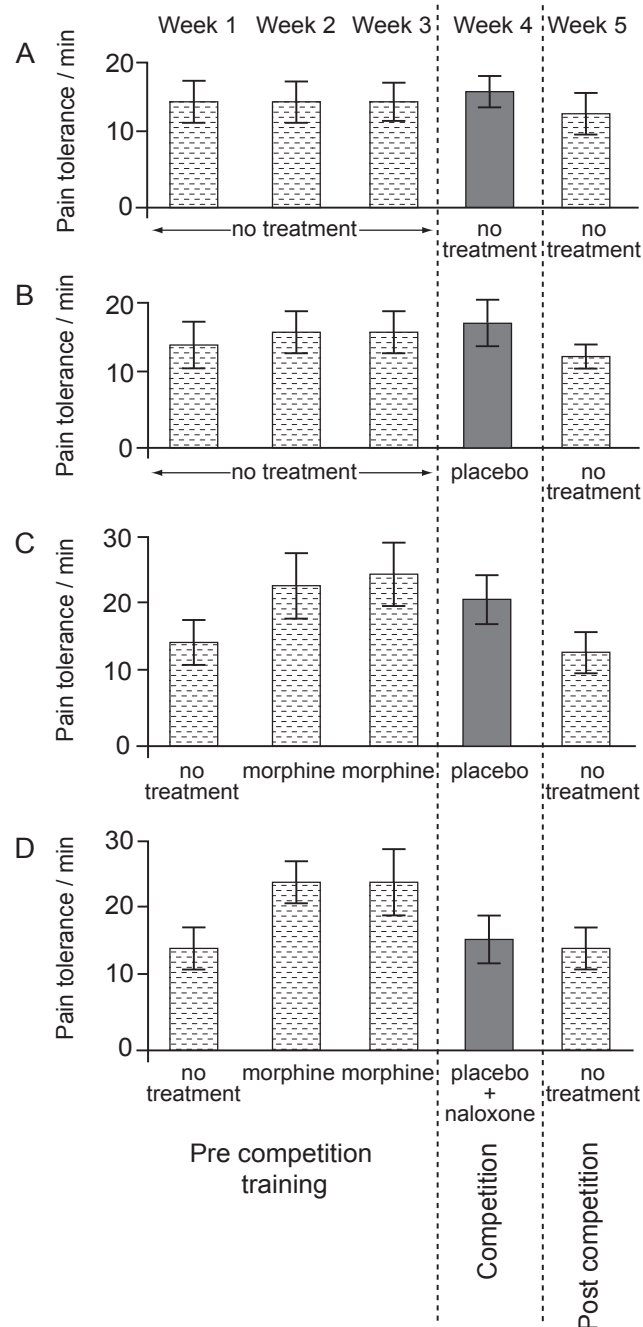 Week 1 Week 2 Week 3 Week 4 Week 5
A
Pain tolerance / min
20
10
0
no treatment
no
treatment
no
treatment
B
Pain tolerance / min
20
10
0
no treatment
placebo
no
treatment
C
Pain tolerance / min
30
20
10
0
no
treatment
morphine
morphine
placebo
no
treatment
D
Pain tolerance / min
30
20
10
0
no
treatment
morphine
morphine
placebo
+
naloxone
no
treatment
Pre competition
training
Competition
Post competition